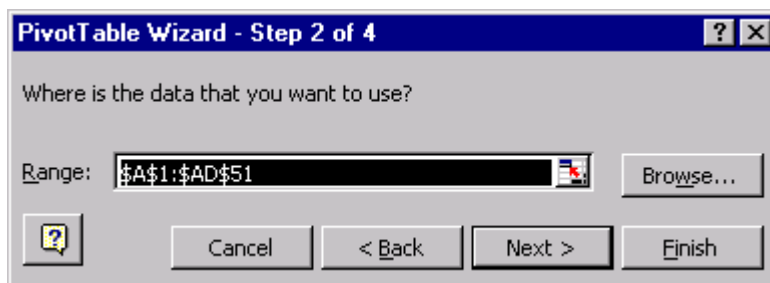 PivotTable Wizard - Step 2 of 4
Where is the data that you want to use?
Range: $A$1:$AD$51 Browse...
Cancel < Back Next > Finish